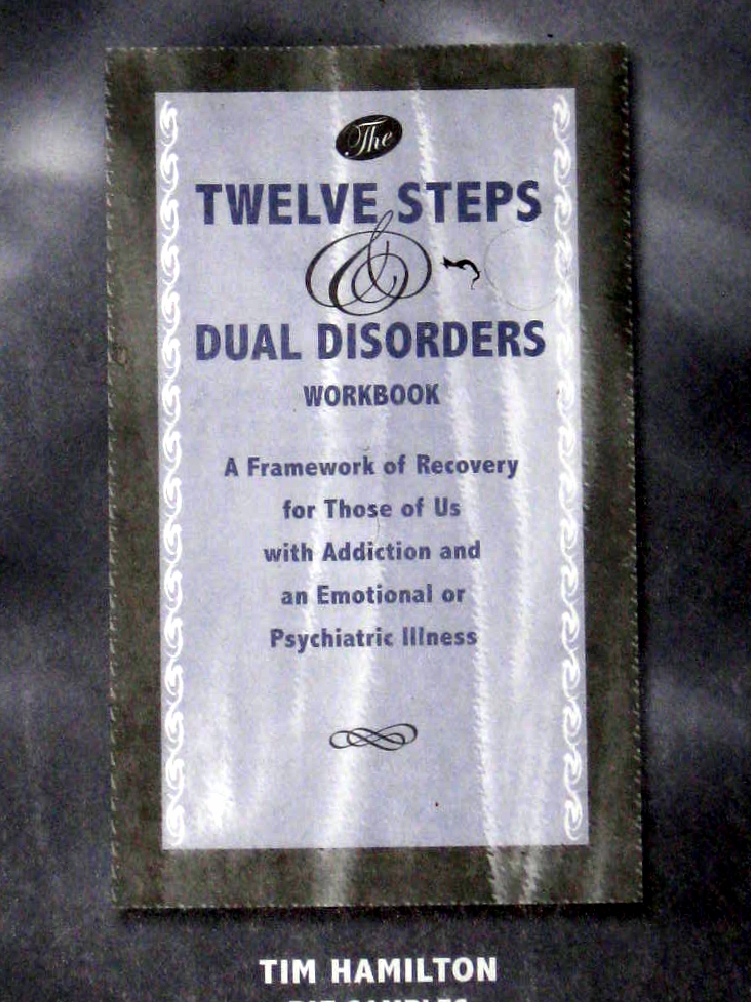 The
TWELVE STEPS
&
DUAL DISORDERS
WORKBOOK
A Framework of Recovery
for Those of Us
with Addiction and
an Emotional or
Psychiatric Illness
TIM HAMILTON